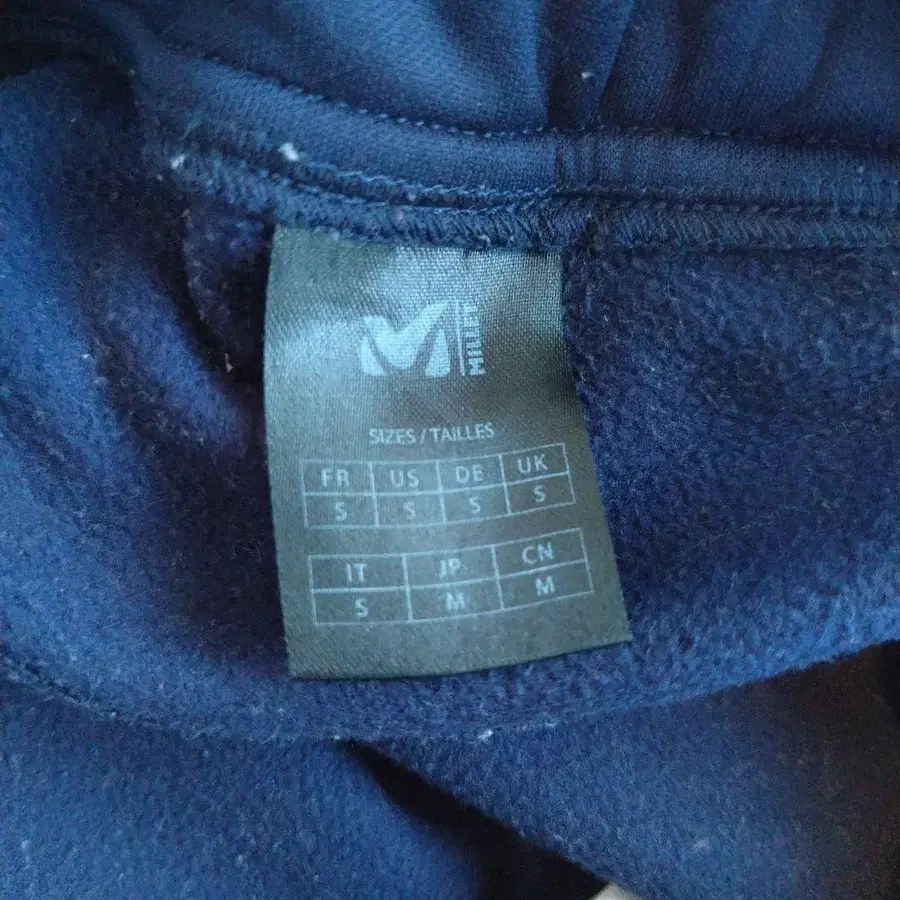 M MILLET
SIZES / TAILLES
FR US DE UK
S S S S
IT JP CN
S M M